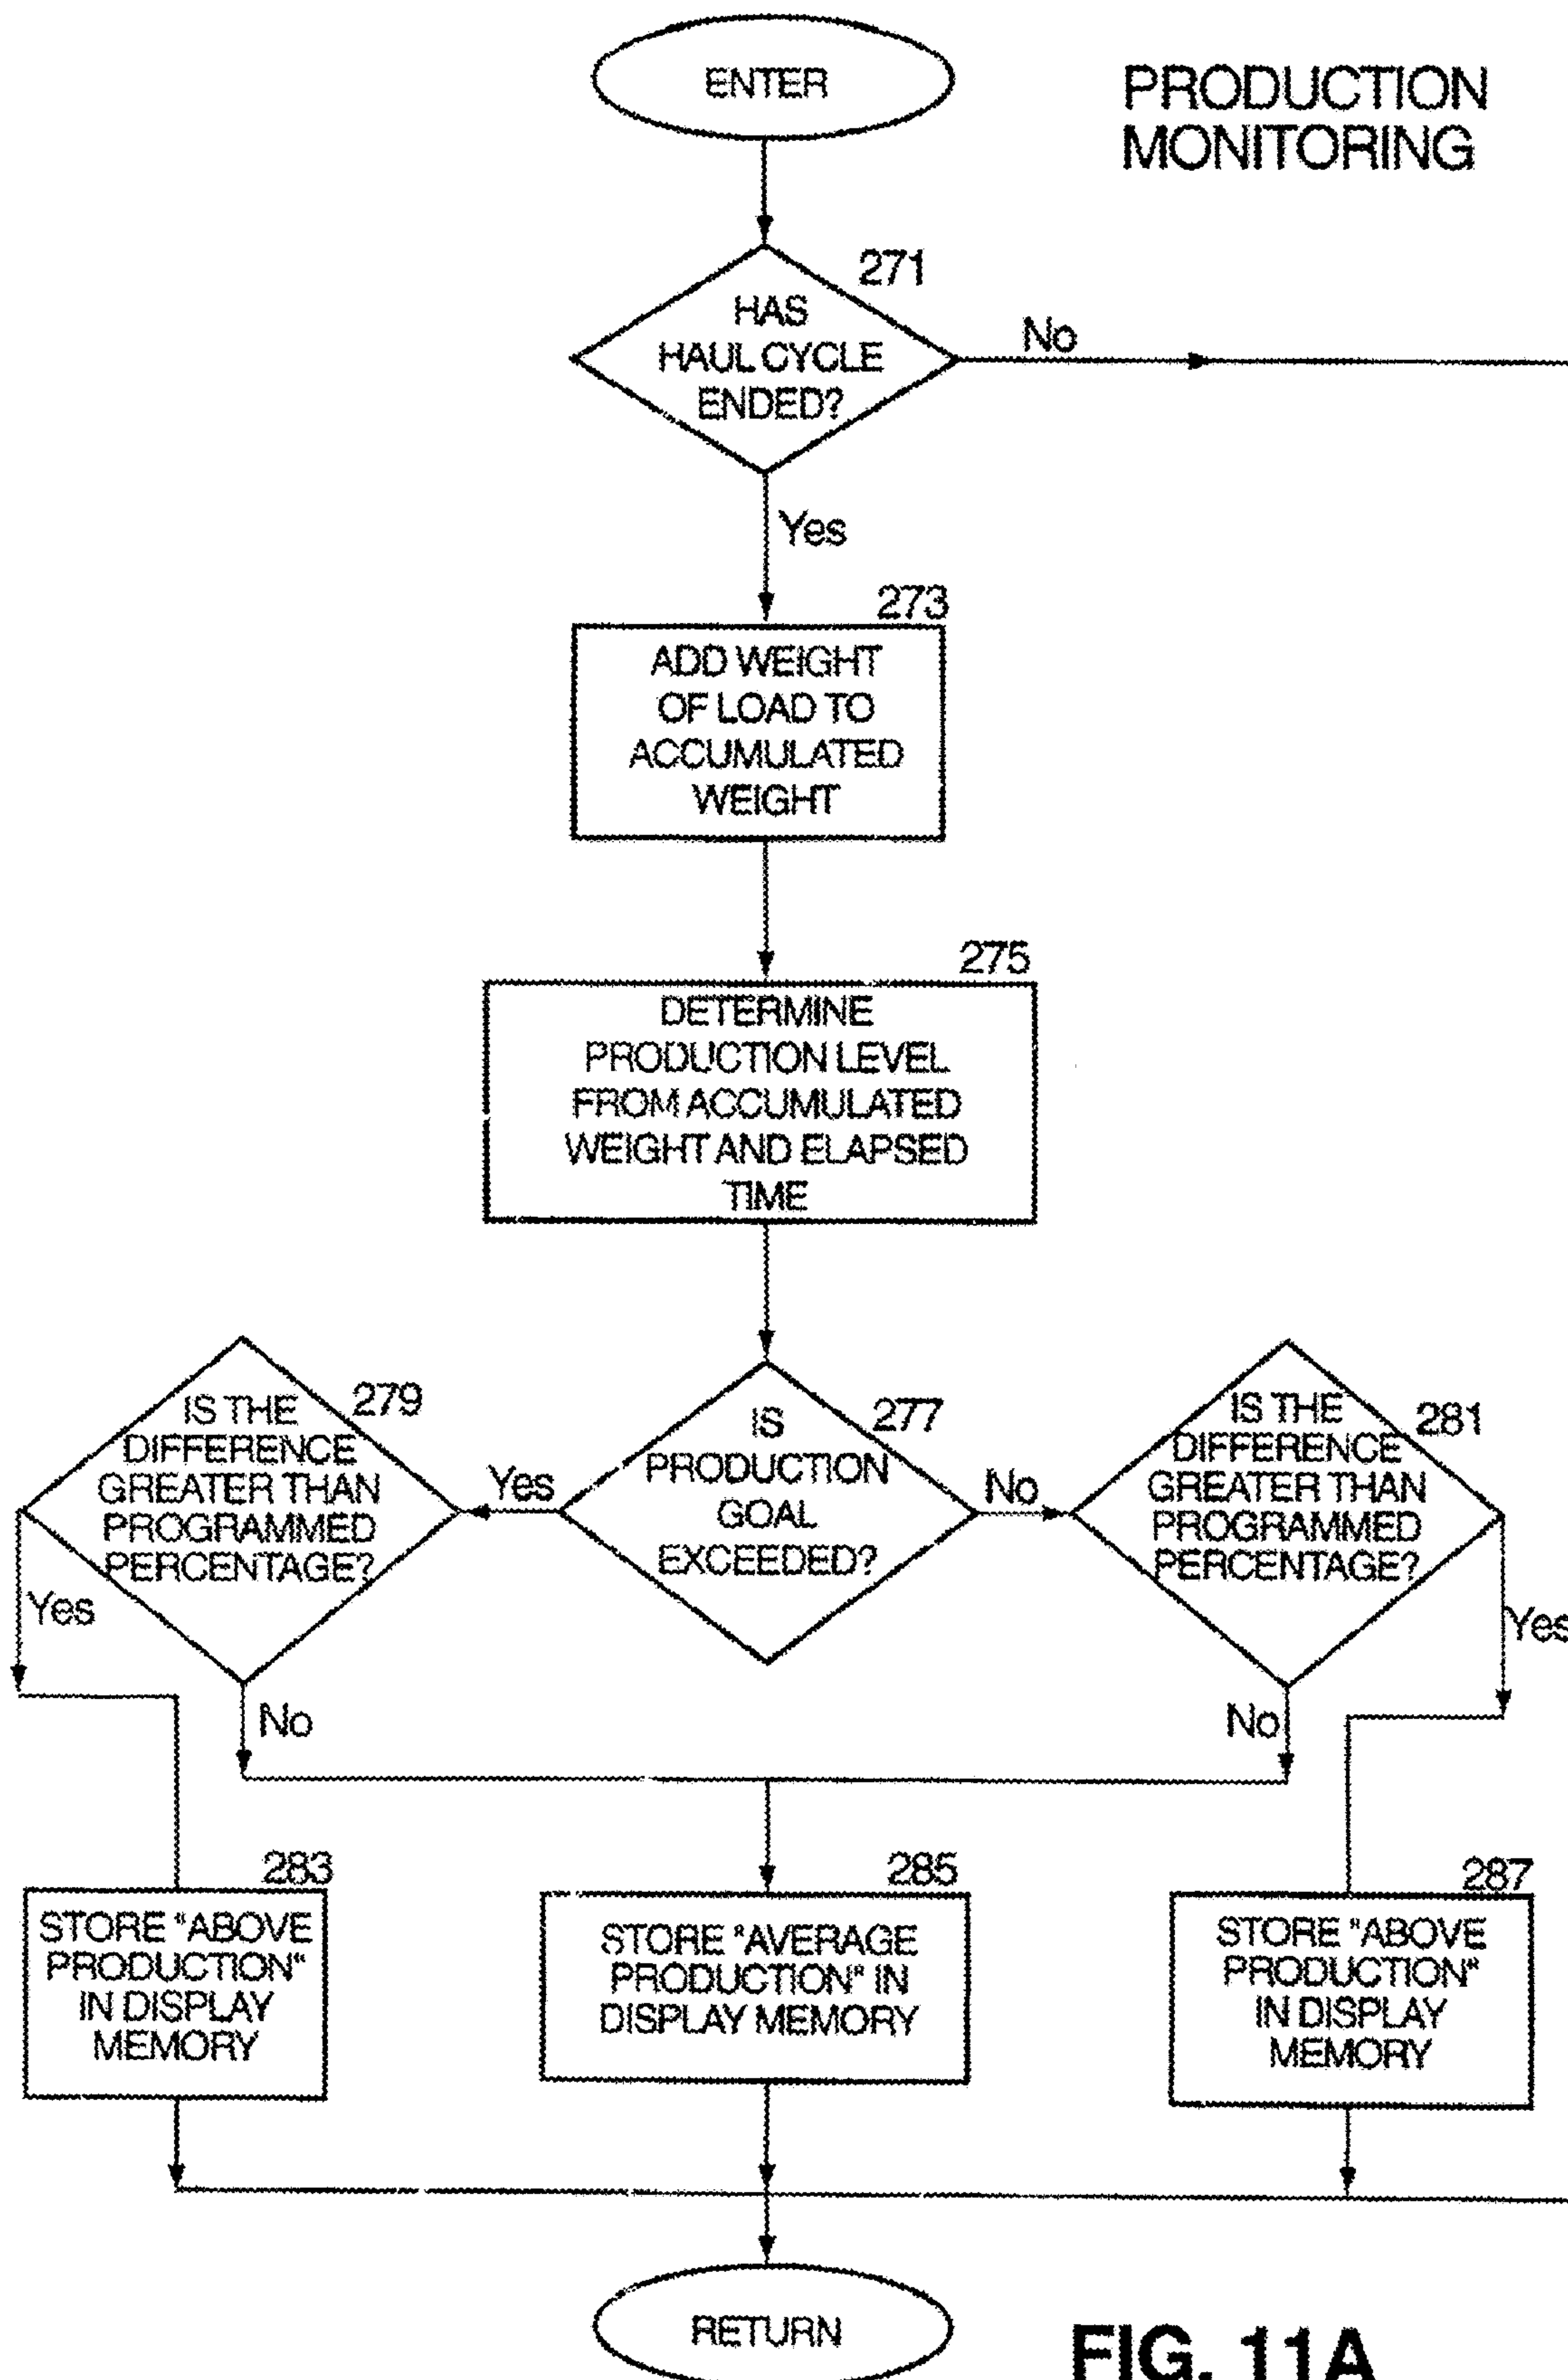 ENTER
PRODUCTION
MONITORING
271
HAS
HAUL CYCLE
ENDED?
No
Yes
273
ADD WEIGHT
OF LOAD TO
ACCUMULATED
WEIGHT
275
DETERMINE
PRODUCTION LEVEL
FROM ACCUMULATED
WEIGHT AND ELAPSED
TIME
279
IS THE
DIFFERENCE
GREATER THAN
PROGRAMMED
PERCENTAGE?
Yes
No
Yes
277
IS
PRODUCTION
GOAL
EXCEEDED?
No
281
IS THE
DIFFERENCE
GREATER THAN
PROGRAMMED
PERCENTAGE?
Yes
No
283
STORE "ABOVE
PRODUCTION"
IN DISPLAY
MEMORY
285
STORE "AVERAGE
PRODUCTION" IN
DISPLAY MEMORY
287
STORE "ABOVE
PRODUCTION"
IN DISPLAY
MEMORY
RETURN
FIG. 11A